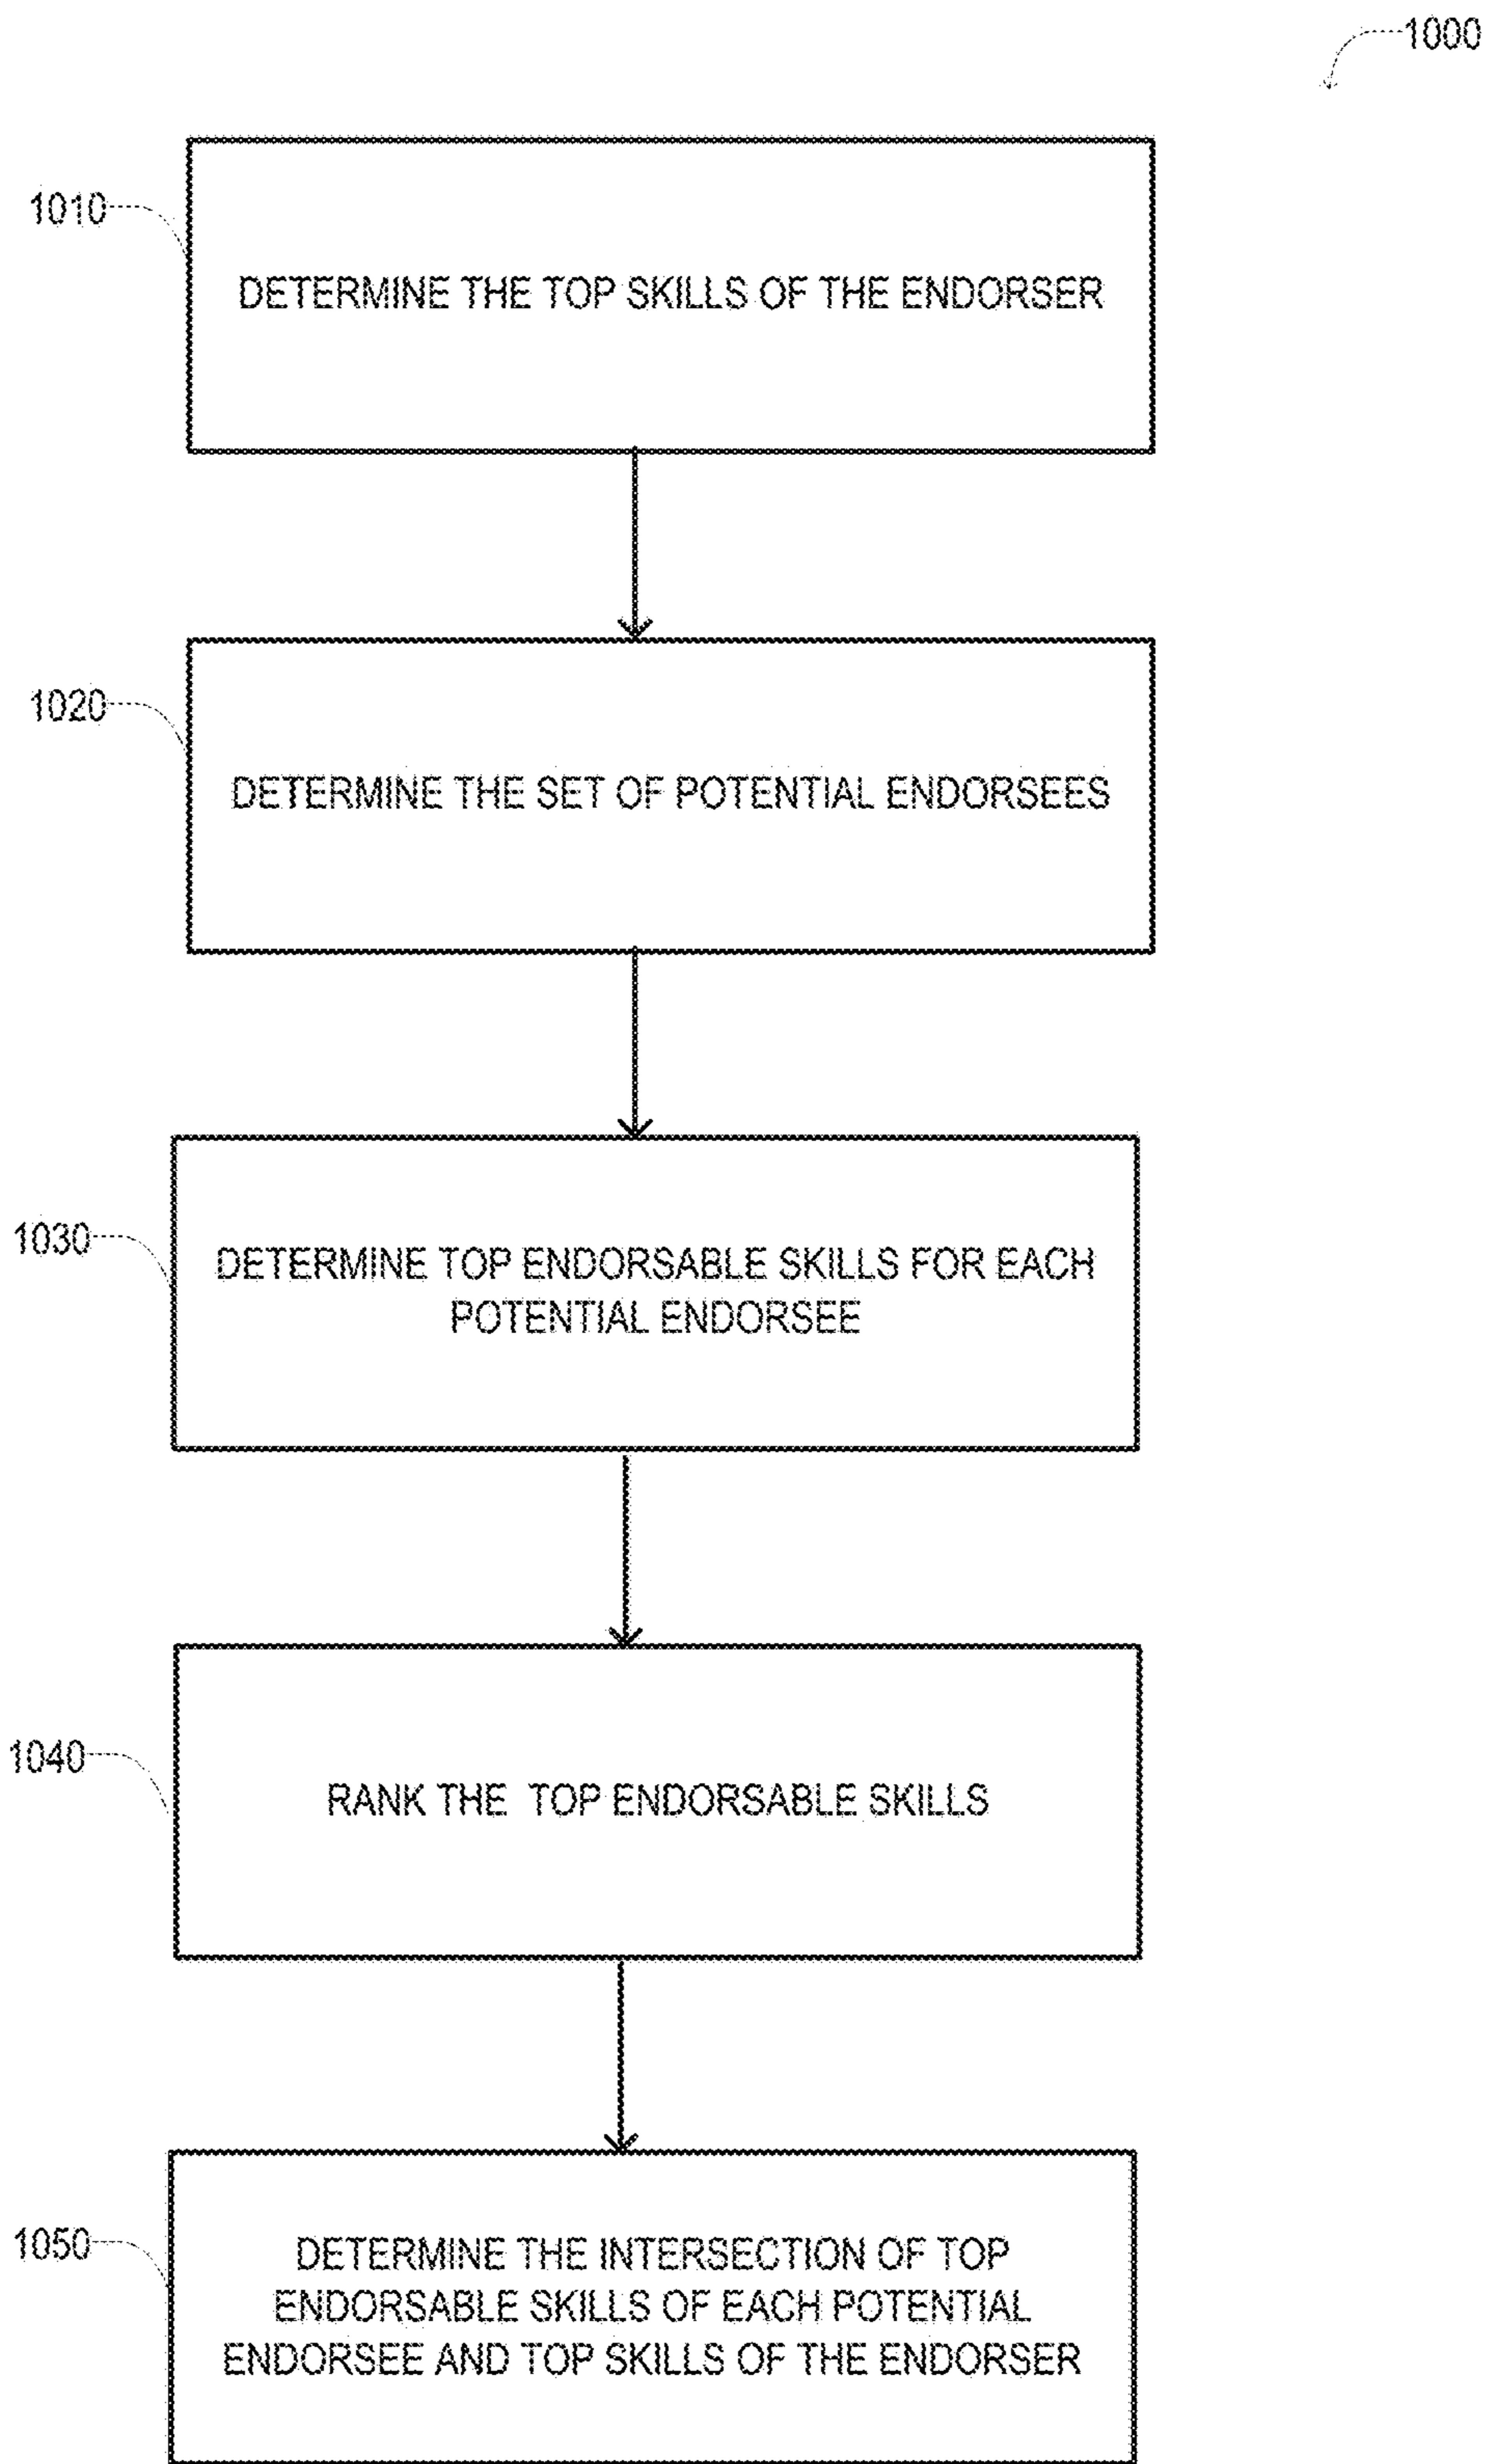 1000
1010
DETERMINE THE TOP SKILLS OF THE ENDORSER
1020
DETERMINE THE SET OF POTENTIAL ENDORSEES
1030
DETERMINE TOP ENDORSABLE SKILLS FOR EACH
POTENTIAL ENDORSEE
1040
RANK THE TOP ENDORSABLE SKILLS
1050
DETERMINE THE INTERSECTION OF TOP
ENDORSABLE SKILLS OF EACH POTENTIAL
ENDORSEE AND TOP SKILLS OF THE ENDORSER